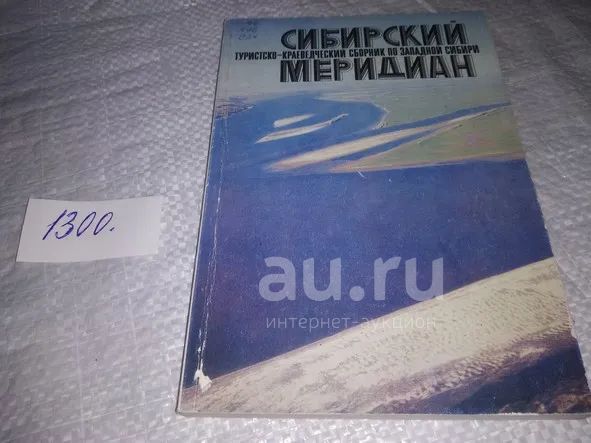 СИБИРСКИЙ
ТУРИСТСКО-КРАЕВЕДЧЕСКИЙ СБОРНИК ПО ЗАПАДНОЙ СИБИРИ
МЕРИДИАН
1300.
au.ru
интернет-аукцион